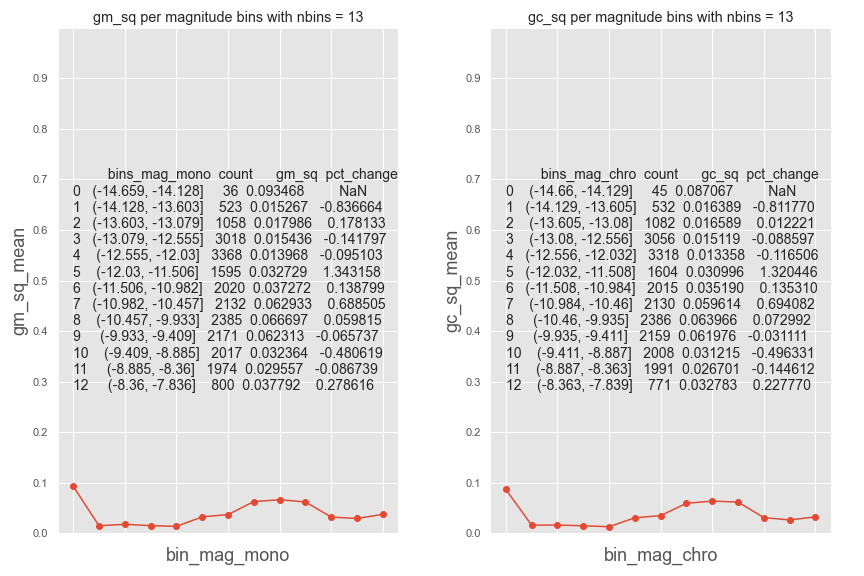 gm_sq per magnitude bins with nbins = 13
0.9
0.8
0.7
0.6
0.5
0.4
0.3
0.2
0.1
0.0
gm_sq_mean
bins_mag_mono count gm_sq pct_change
0 (-14.659, -14.128] 36 0.093468 NaN
1 (-14.128, -13.603] 523 0.015267 -0.836664
2 (-13.603, -13.079] 1058 0.017986 0.178133
3 (-13.079, -12.555] 3018 0.015436 -0.141797
4 (-12.555, -12.03] 3368 0.013968 -0.095103
5 (-12.03, -11.506] 1595 0.032729 1.343158
6 (-11.506, -10.982] 2020 0.037272 0.138799
7 (-10.982, -10.457] 2132 0.062933 0.688505
8 (-10.457, -9.933] 2385 0.066697 0.059815
9 (-9.933, -9.409] 2171 0.062313 -0.065737
10 (-9.409, -8.885] 2017 0.032364 -0.480619
11 (-8.885, -8.36] 1974 0.029557 -0.086739
12 (-8.36, -7.836] 800 0.037792 0.278616
bin_mag_mono
gc_sq per magnitude bins with nbins = 13
0.9
0.8
0.7
0.6
0.5
0.4
0.3
0.2
0.1
0.0
gc_sq_mean
bins_mag_chro count gc_sq pct_change
0 (-14.66, -14.129] 45 0.087067 NaN
1 (-14.129, -13.605] 532 0.016389 -0.811770
2 (-13.605, -13.08] 1082 0.016589 0.012221
3 (-13.08, -12.556] 3056 0.015119 -0.088597
4 (-12.556, -12.032] 3318 0.013358 -0.116506
5 (-12.032, -11.508] 1604 0.030996 1.320446
6 (-11.508, -10.984] 2015 0.035190 0.135310
7 (-10.984, -10.46] 2130 0.059614 0.694082
8 (-10.46, -9.935] 2386 0.063966 0.072992
9 (-9.935, -9.411] 2159 0.061976 -0.031111
10 (-9.411, -8.887] 2008 0.031215 -0.496331
11 (-8.887, -8.363] 1991 0.026701 -0.144612
12 (-8.363, -7.839] 771 0.032783 0.227770
bin_mag_chro